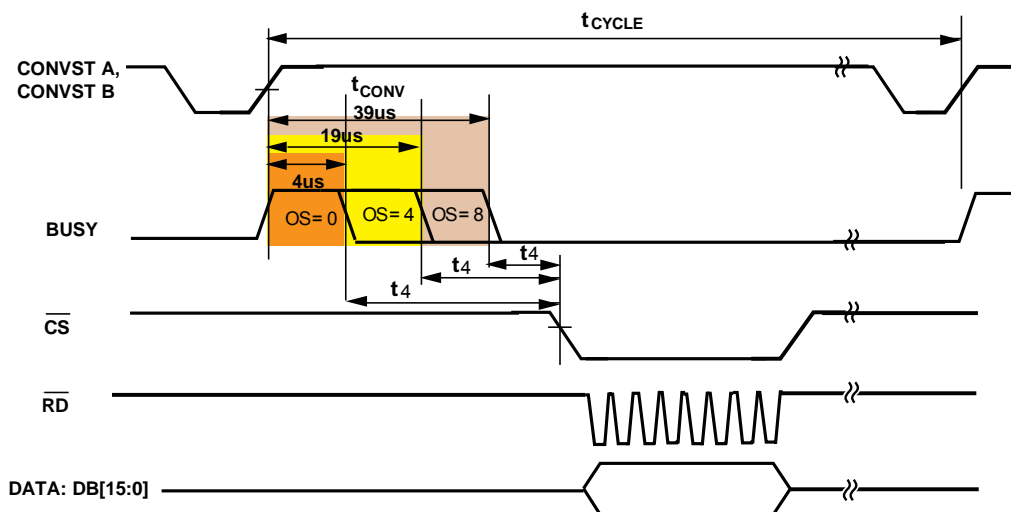 tCYCLE
CONVST A,
CONVST B
tCONV
39us
19us
4us
OS= 0
OS= 4
OS= 8
BUSY
t4
t4
t4
CS
RD
DATA: DB[15:0]